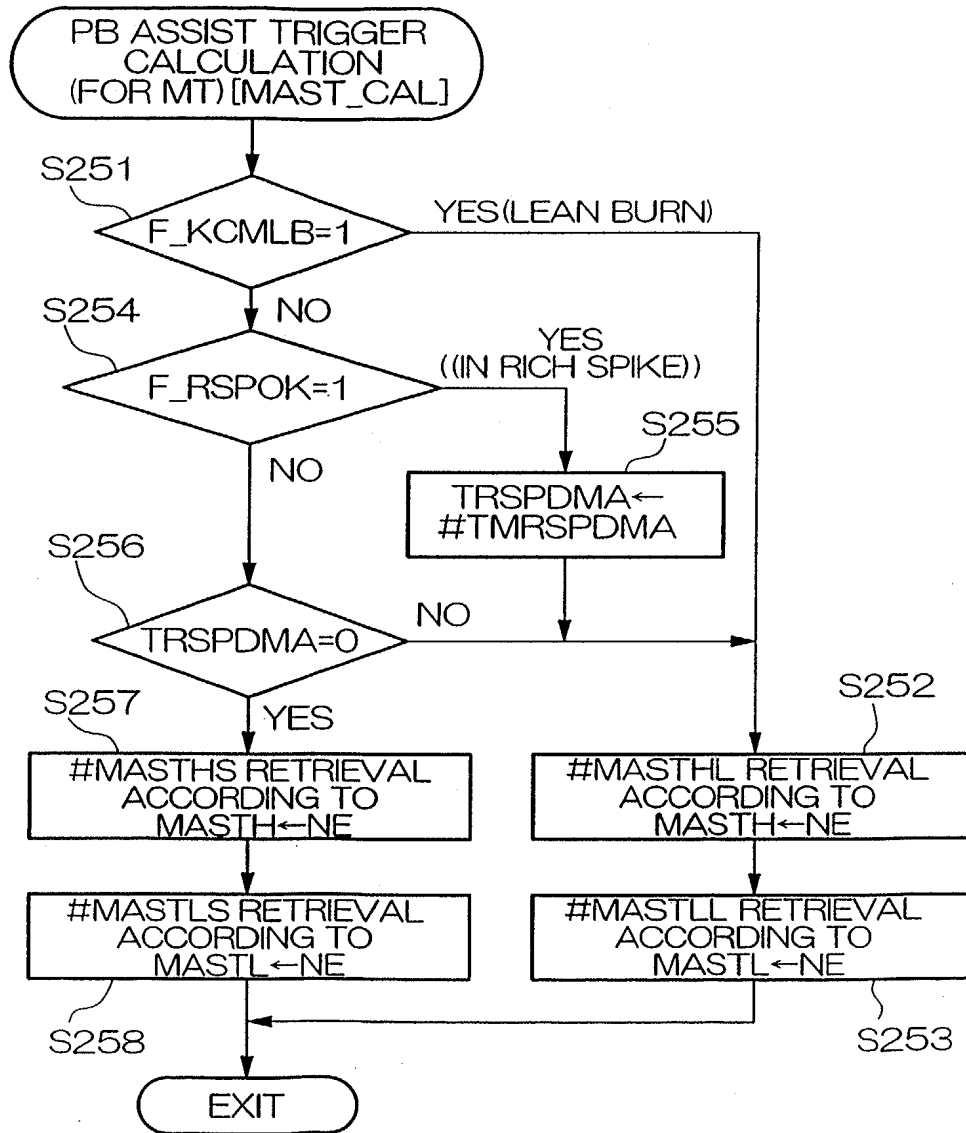 PB ASSIST TRIGGER
CALCULATION
(FOR MT) [MAST_CAL]
S251
F_KCMLB=1
YES(LEAN BURN)
NO
S254
F_RSPOK=1
YES
((IN RICH SPIKE))
NO
S255
TRSPDMA←
#TMRSPDMA
S256
TRSPDMA=0
NO
YES
S257
#MASTHS RETRIEVAL
ACCORDING TO
MASTH←NE
S252
#MASTHL RETRIEVAL
ACCORDING TO
MASTH←NE
#MASTLS RETRIEVAL
ACCORDING TO
MASTL←NE
S258
#MASTLL RETRIEVAL
ACCORDING TO
MASTL←NE
S253
EXIT